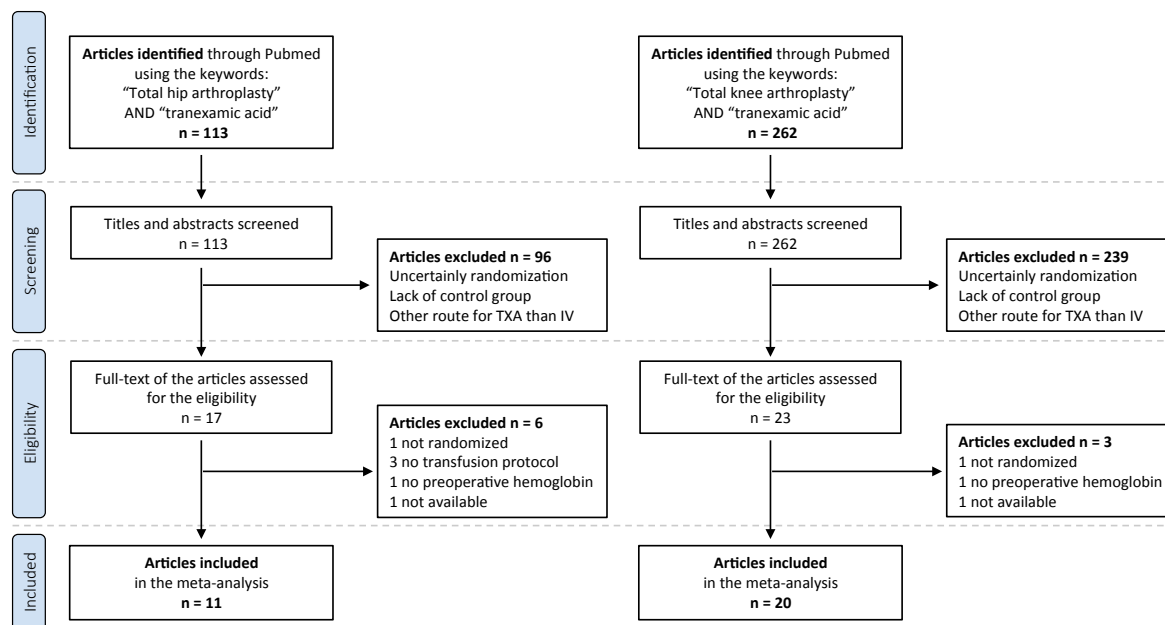 Identification
Articles identified through Pubmed
using the keywords:
“Total hip arthroplasty”
AND “tranexamic acid”
n = 113
Articles identified through Pubmed
using the keywords:
“Total knee arthroplasty”
AND “tranexamic acid”
n = 262
Screening
Titles and abstracts screened
n = 113
Articles excluded n = 96
Uncertainly randomization
Lack of control group
Other route for TXA than IV
Titles and abstracts screened
n = 262
Articles excluded n = 239
Uncertainly randomization
Lack of control group
Other route for TXA than IV
Eligibility
Full-text of the articles assessed
for the eligibility
n = 17
Articles excluded n = 6
1 not randomized
3 no transfusion protocol
1 no preoperative hemoglobin
1 not available
Full-text of the articles assessed
for the eligibility
n = 23
Articles excluded n = 3
1 not randomized
1 no preoperative hemoglobin
1 not available
Included
Articles included
in the meta-analysis
n = 11
Articles included
in the meta-analysis
n = 20